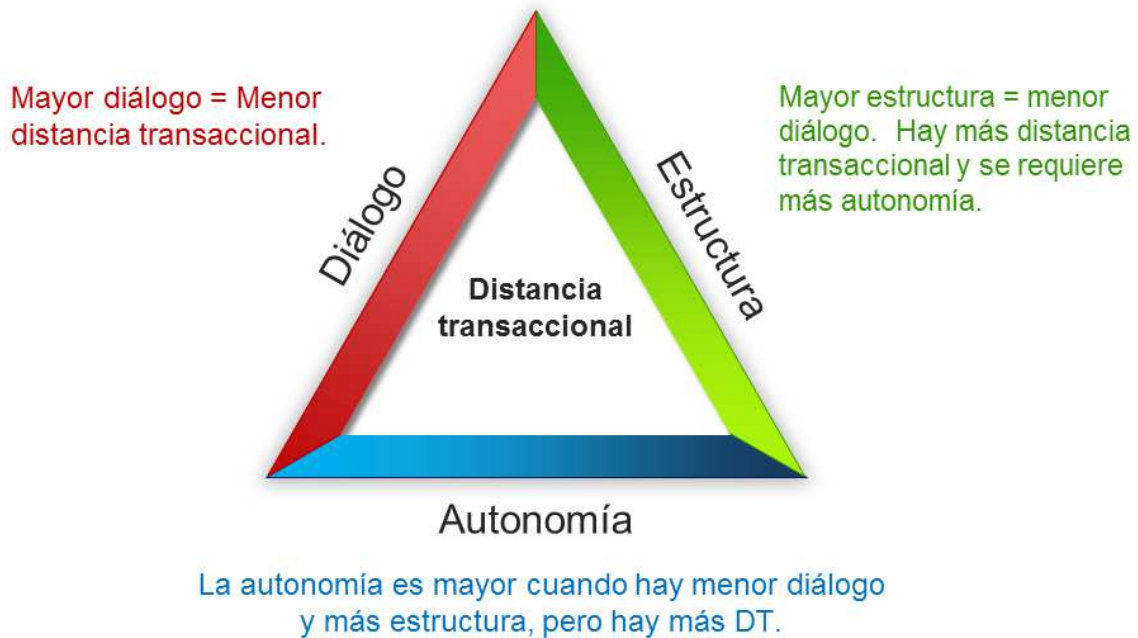 Mayor diálogo = Menor
distancia transaccional.
Mayor estructura = menor
diálogo. Hay más distancia
transaccional y se requiere
más autonomía.
Diálogo
Estructura
Distancia
transaccional
Autonomía
La autonomía es mayor cuando hay menor diálogo
y más estructura, pero hay más DT.